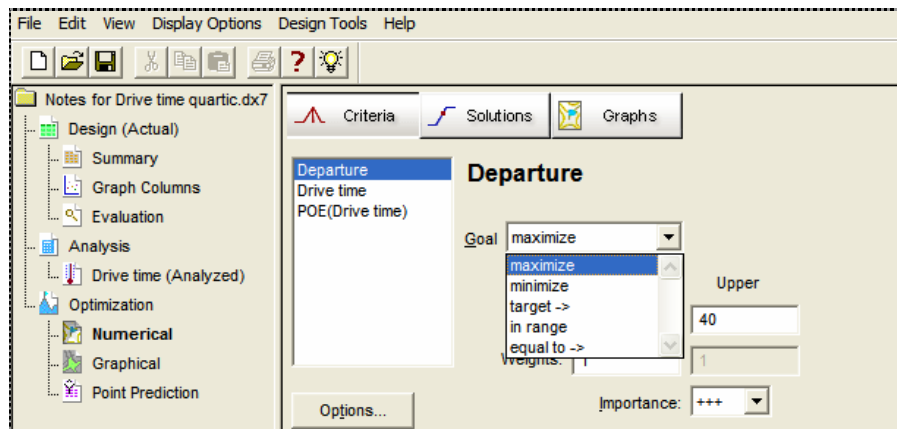 File Edit View Display Options Design Tools Help
Notes for Drive time quartic.dx7
Design (Actual)
Summary
Graph Columns
Evaluation
Analysis
Drive time (Analyzed)
Optimization
Numerical
Graphical
Point Prediction
Criteria Solutions Graphs
Departure
Drive time
POE(Drive time)
Options...
Departure
Goal maximize
maximize
minimize
target ->
in range
equal to ->
Upper
40
Weights: 1 1
Importance: +++